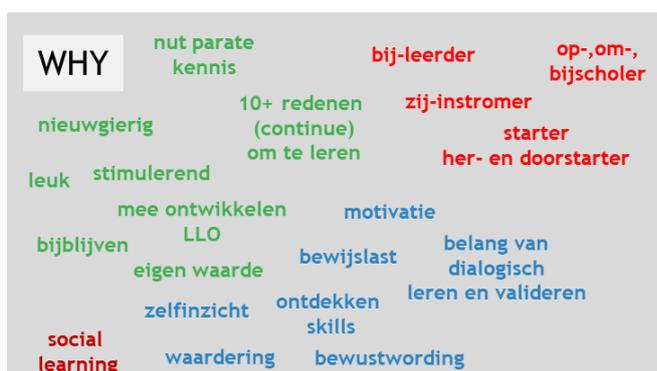 WHY
nut parate
kennis
bij-leerder
op-,om-,
bijscholer
10+ redenen
(continue)
om te leren
zij-instromer
nieuwgierig
starter
her- en doorstarter
leuk
stimulerend
mee ontwikkelen
LLO
motivatie
bijblijven
bewijslast
belang van
dialogisch
leren en valideren
eigen waarde
zelfinzicht
ontdekken
skills
social
learning
waardering
bewustwording